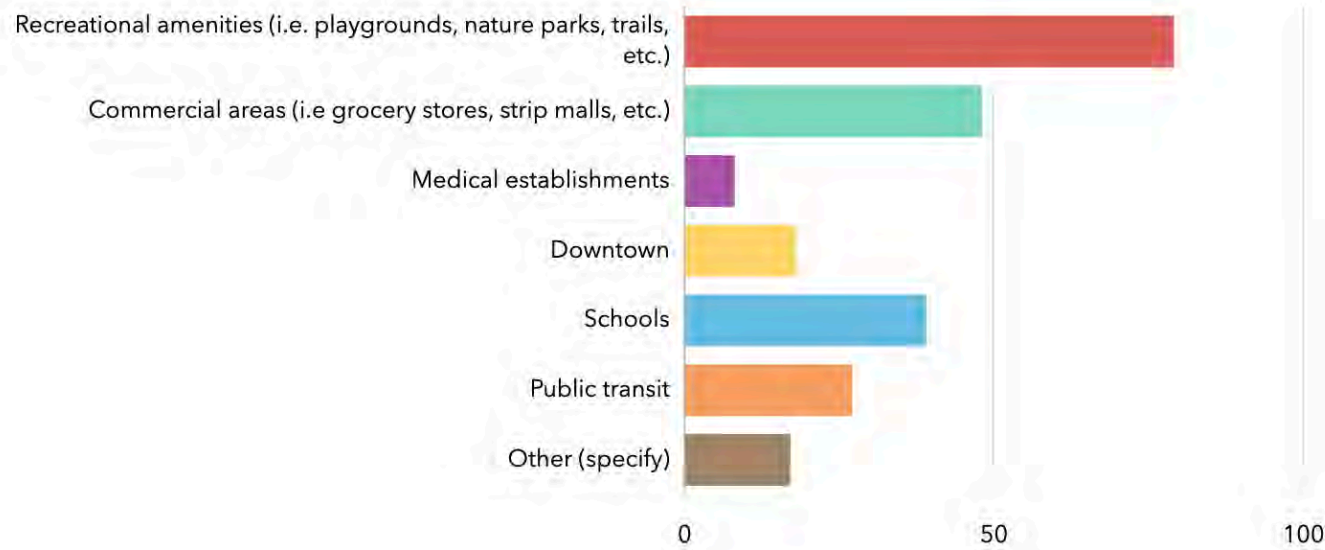 Recreational amenities (i.e. playgrounds, nature parks, trails,
etc.)
Commercial areas (i.e grocery stores, strip malls, etc.)
Medical establishments
Downtown
Schools
Public transit
Other (specify)
0 50 100